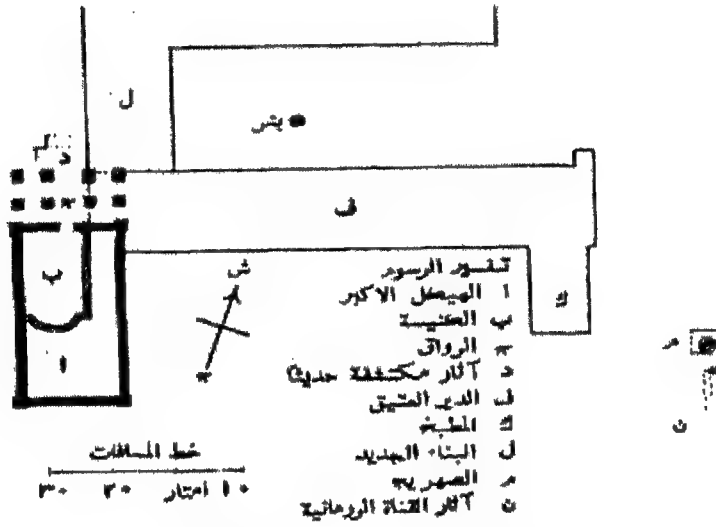 ل
بئر
د
ج
ف
ب
ش
ك
ا
م
ن
تفسير الرسوم
ا الهيكل الاكبر
ب الكنيسة
ج الرواق
د آثار مكتشفة حديثا
ف الدير العتيق
ك المطبخ
ل البناء الجديد
م الصهريج
ن آثار القناة الرومانية
خط المسافات
١٠ امتار ٢٠ ٣٠